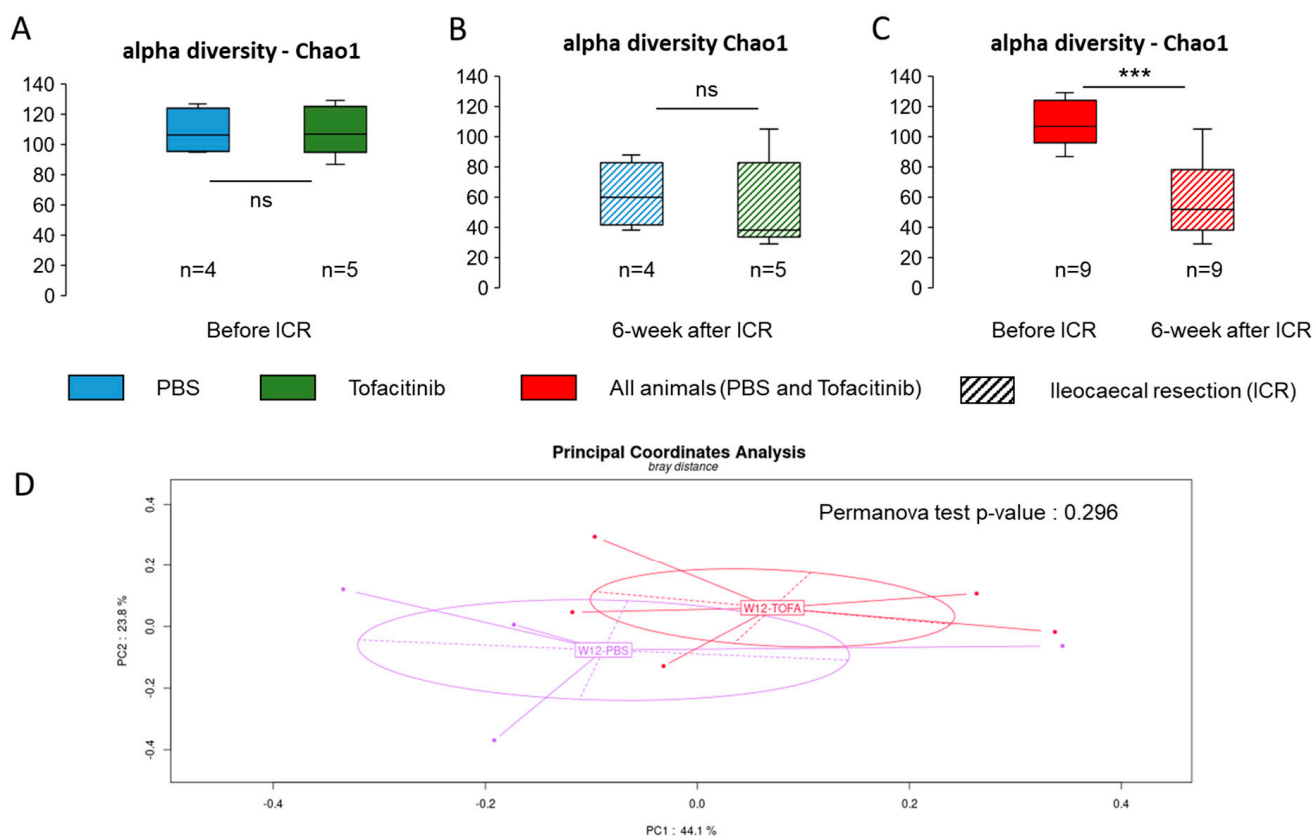 A
alpha diversity - Chao1
140
120
100
80
60
40
20
0
ns
n=4
n=5
Before ICR
B
alpha diversity Chao1
140
120
100
80
60
40
20
0
ns
n=4
n=5
6-week after ICR
C
alpha diversity - Chao1
140
120
100
80
60
40
20
0
***
n=9
n=9
Before ICR
6-week after ICR
PBS
Tofacitinib
All animals (PBS and Tofacitinib)
Ileocaecal resection (ICR)
D
Principal Coordinates Analysis
bray distance
Permanova test p-value : 0.296
PC2 : 23.8 %
0.4
0.2
0.0
-0.2
-0.4
W12-TOFA
W12-PBS
-0.4
-0.2
0.0
0.2
0.4
PC1 : 44.1 %